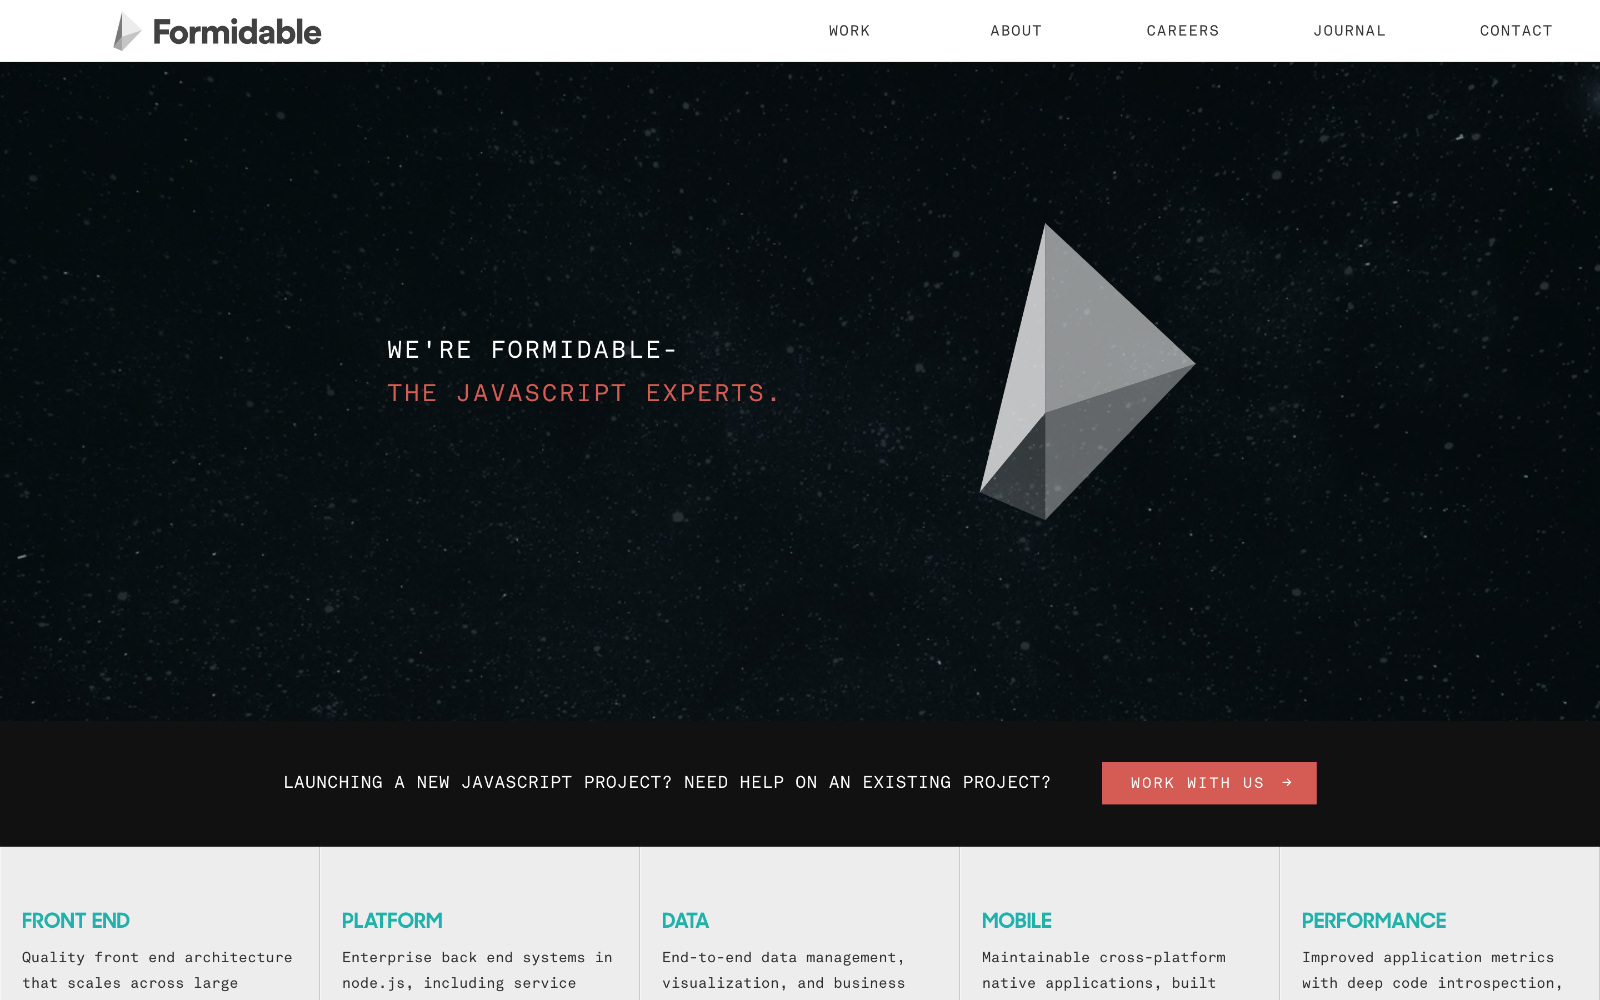 Formidable
WORK
ABOUT
CAREERS
JOURNAL
CONTACT
WE'RE FORMIDABLE-
THE JAVASCRIPT EXPERTS.
LAUNCHING A NEW JAVASCRIPT PROJECT? NEED HELP ON AN EXISTING PROJECT?
WORK WITH US →
FRONT END
Quality front end architecture
that scales across large
PLATFORM
Enterprise back end systems in
node.js, including service
DATA
End-to-end data management,
visualization, and business
MOBILE
Maintainable cross-platform
native applications, built
PERFORMANCE
Improved application metrics
with deep code introspection,